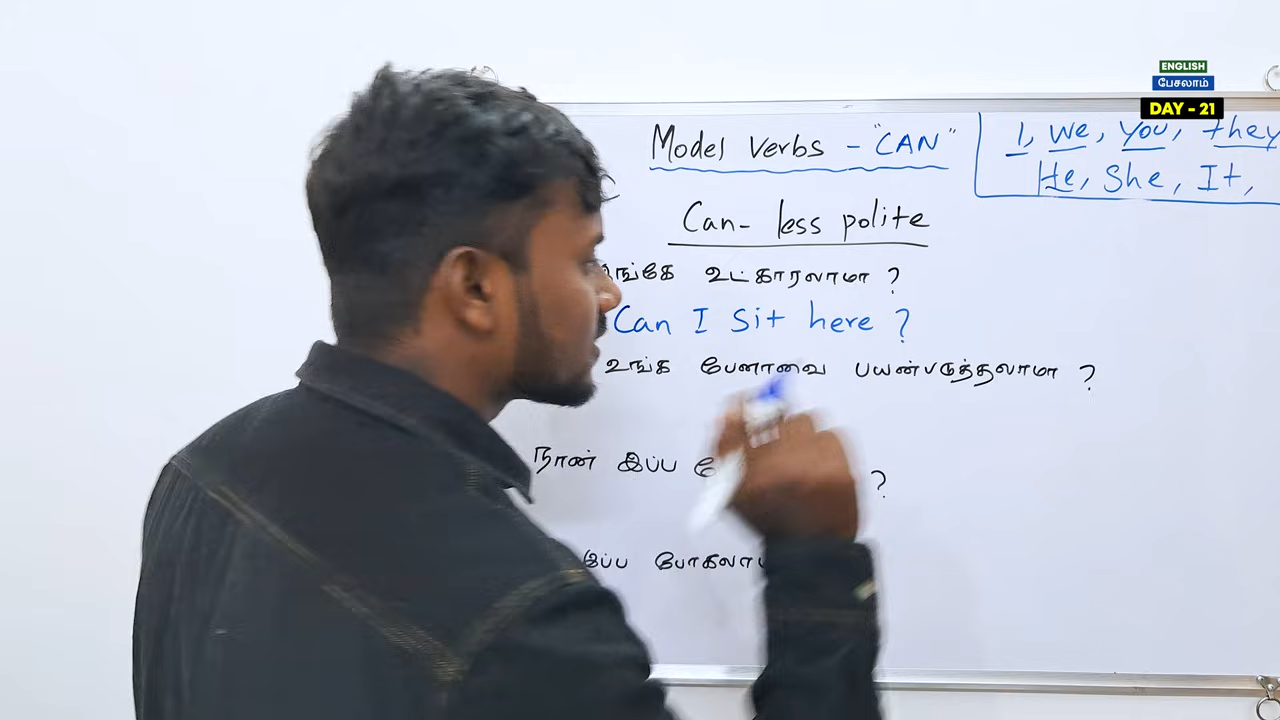 ENGLISH
பேசலாம்
DAY - 21
Model Verbs - "CAN"
I, We, You, they
He, She, It,
Can- less polite
உட்காரலாமா ?
Can I Sit here ?
உங்க பேனாவை பயன்படுத்தலாமா ?
நான் இப்ப ?
இப்ப